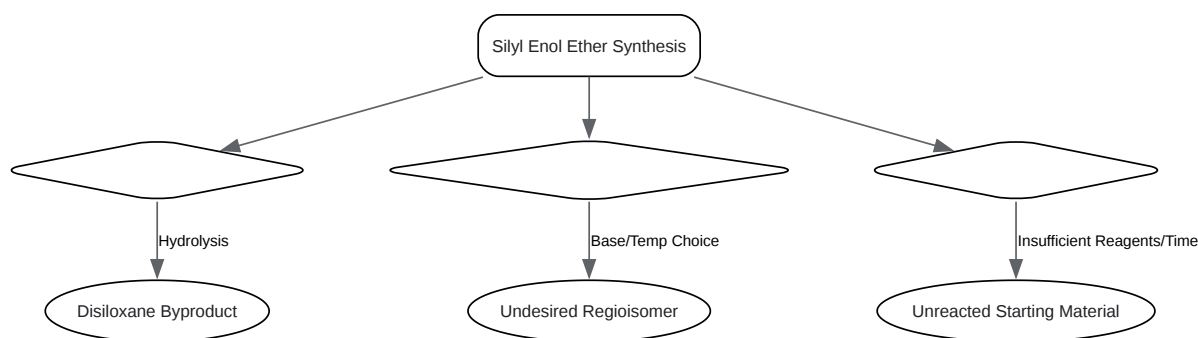 Silyl Enol Ether Synthesis
Hydrolysis
Base/Temp Choice
Insufficient Reagents/Time
Disiloxane Byproduct
Undesired Regioisomer
Unreacted Starting Material